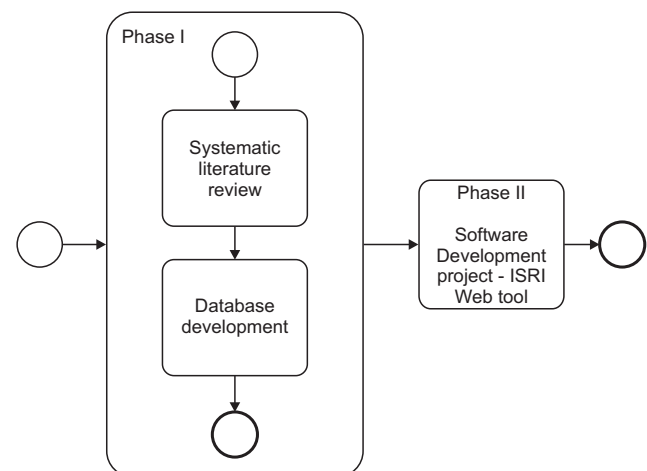 Phase I
Systematic
literature
review
Database
development
Phase II
Software
Development
project - ISRI
Web tool